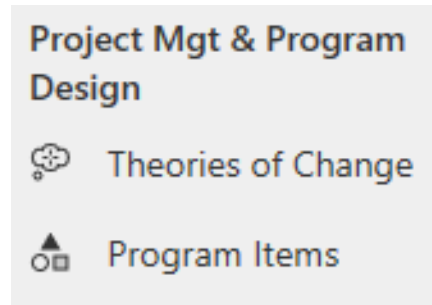 Project Mgt & Program
Design
Theories of Change
Program Items